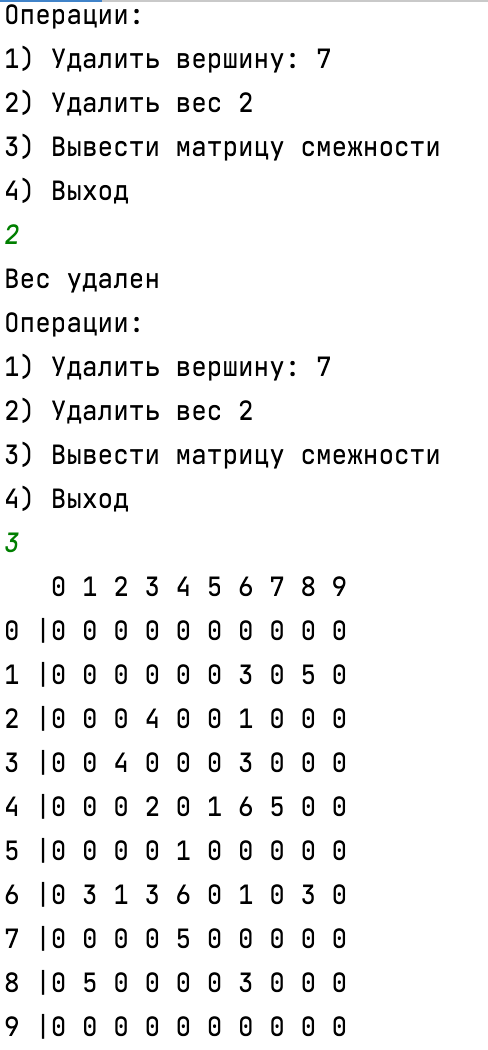 Операции:
1) Удалить вершину: 7
2) Удалить вес 2
3) Вывести матрицу смежности
4) Выход
2
Вес удален
Операции:
1) Удалить вершину: 7
2) Удалить вес 2
3) Вывести матрицу смежности
4) Выход
3
0 1 2 3 4 5 6 7 8 9
0 |0 0 0 0 0 0 0 0 0 0
1 |0 0 0 0 0 0 3 0 5 0
2 |0 0 0 4 0 0 1 0 0 0
3 |0 0 4 0 0 0 3 0 0 0
4 |0 0 0 2 0 1 6 5 0 0
5 |0 0 0 0 1 0 0 0 0 0
6 |0 3 1 3 6 0 1 0 3 0
7 |0 0 0 0 5 0 0 0 0 0
8 |0 5 0 0 0 0 3 0 0 0
9 |0 0 0 0 0 0 0 0 0 0